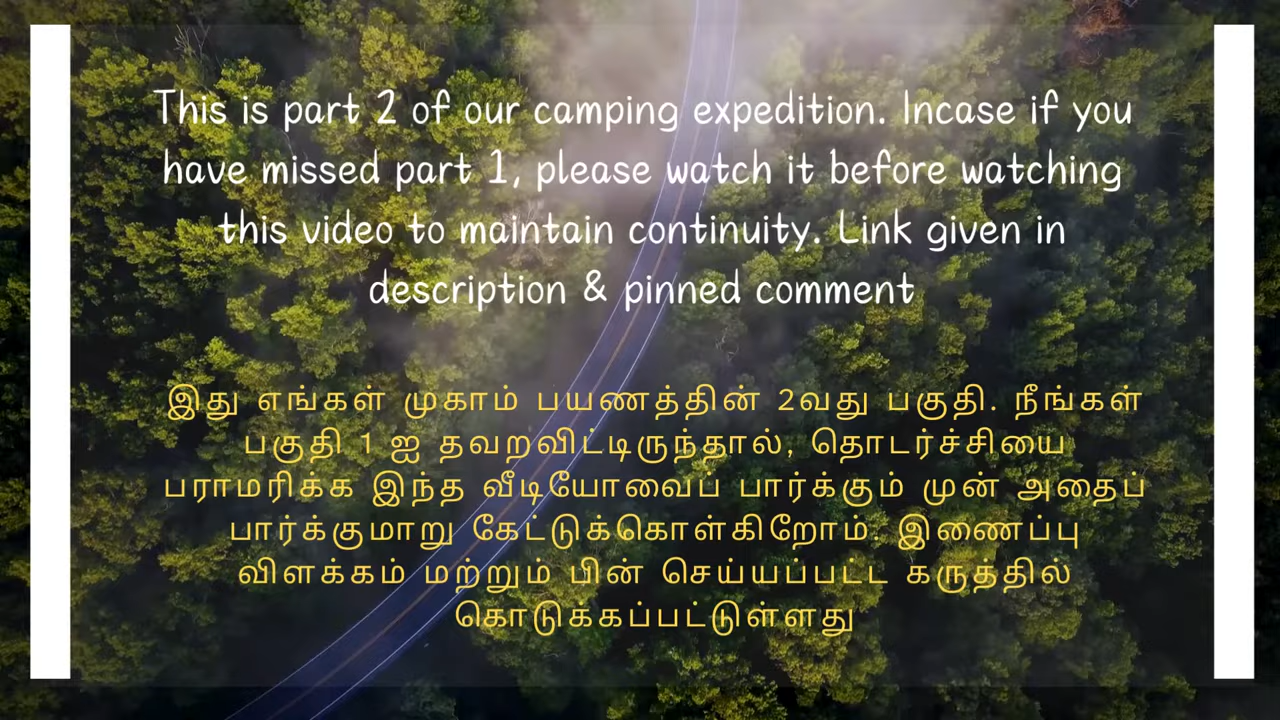 This is part 2 of our camping expedition. Incase if you
have missed part 1, please watch it before watching
this video to maintain continuity. Link given in
description & pinned comment
இது எங்கள் முகாம் பயணத்தின் 2வது பகுதி. நீங்கள்
பகுதி 1 ஐ தவறவிட்டிருந்தால், தொடர்ச்சியை
பராமரிக்க இந்த வீடியோவைப் பார்க்கும் முன் அதைப்
பார்க்குமாறு கேட்டுக்கொள்கிறோம். இணைப்பு
விளக்கம் மற்றும் பின் செய்யப்பட்ட கருத்தில்
கொடுக்கப்பட்டுள்ளது